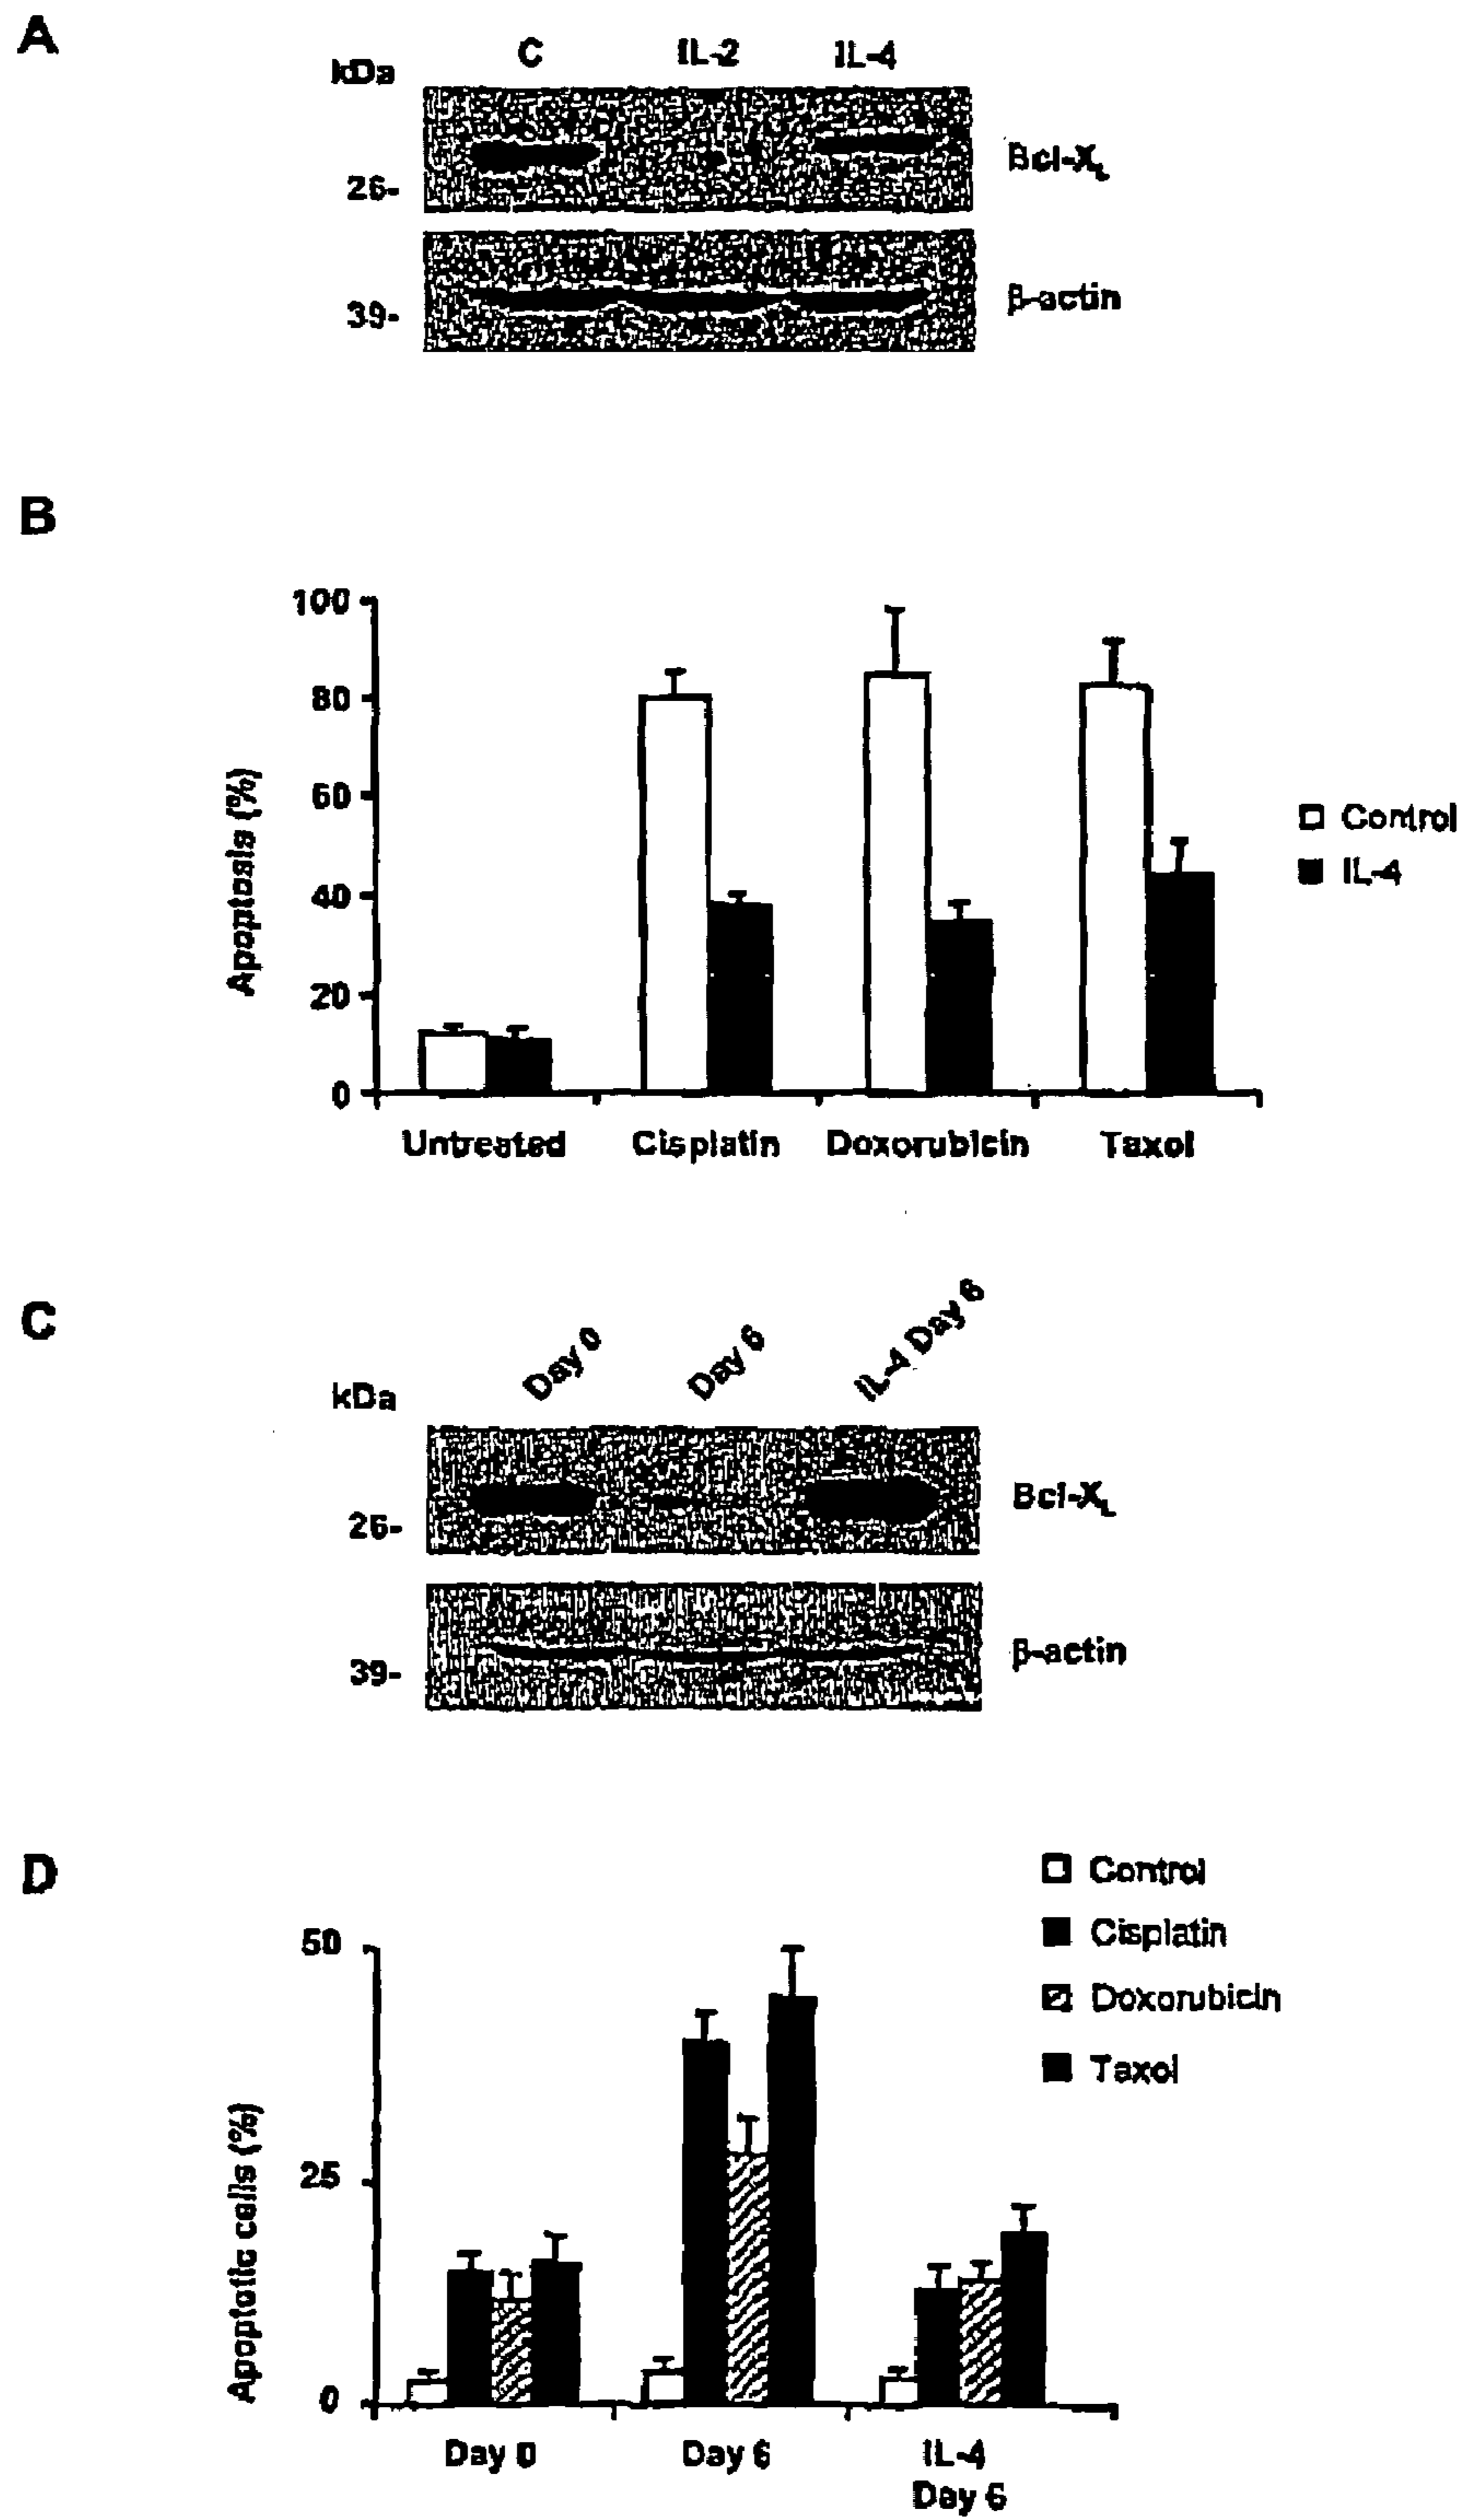 A
kDa C IL-2 IL-4
Bcl-XL
26-
β-actin
39-
B
100
80
60
40
20
0
Apoptosis (%)
Control
IL-4
Untreated Cisplatin Doxorubicin Taxol
C
kDa Day 0 Day 6 IL-4 Day 6
Bcl-XL
26-
β-actin
39-
D
Control
Cisplatin
Doxorubicin
Taxol
50
25
0
Apoptotic cells (%)
Day 0 Day 6 IL-4
Day 6